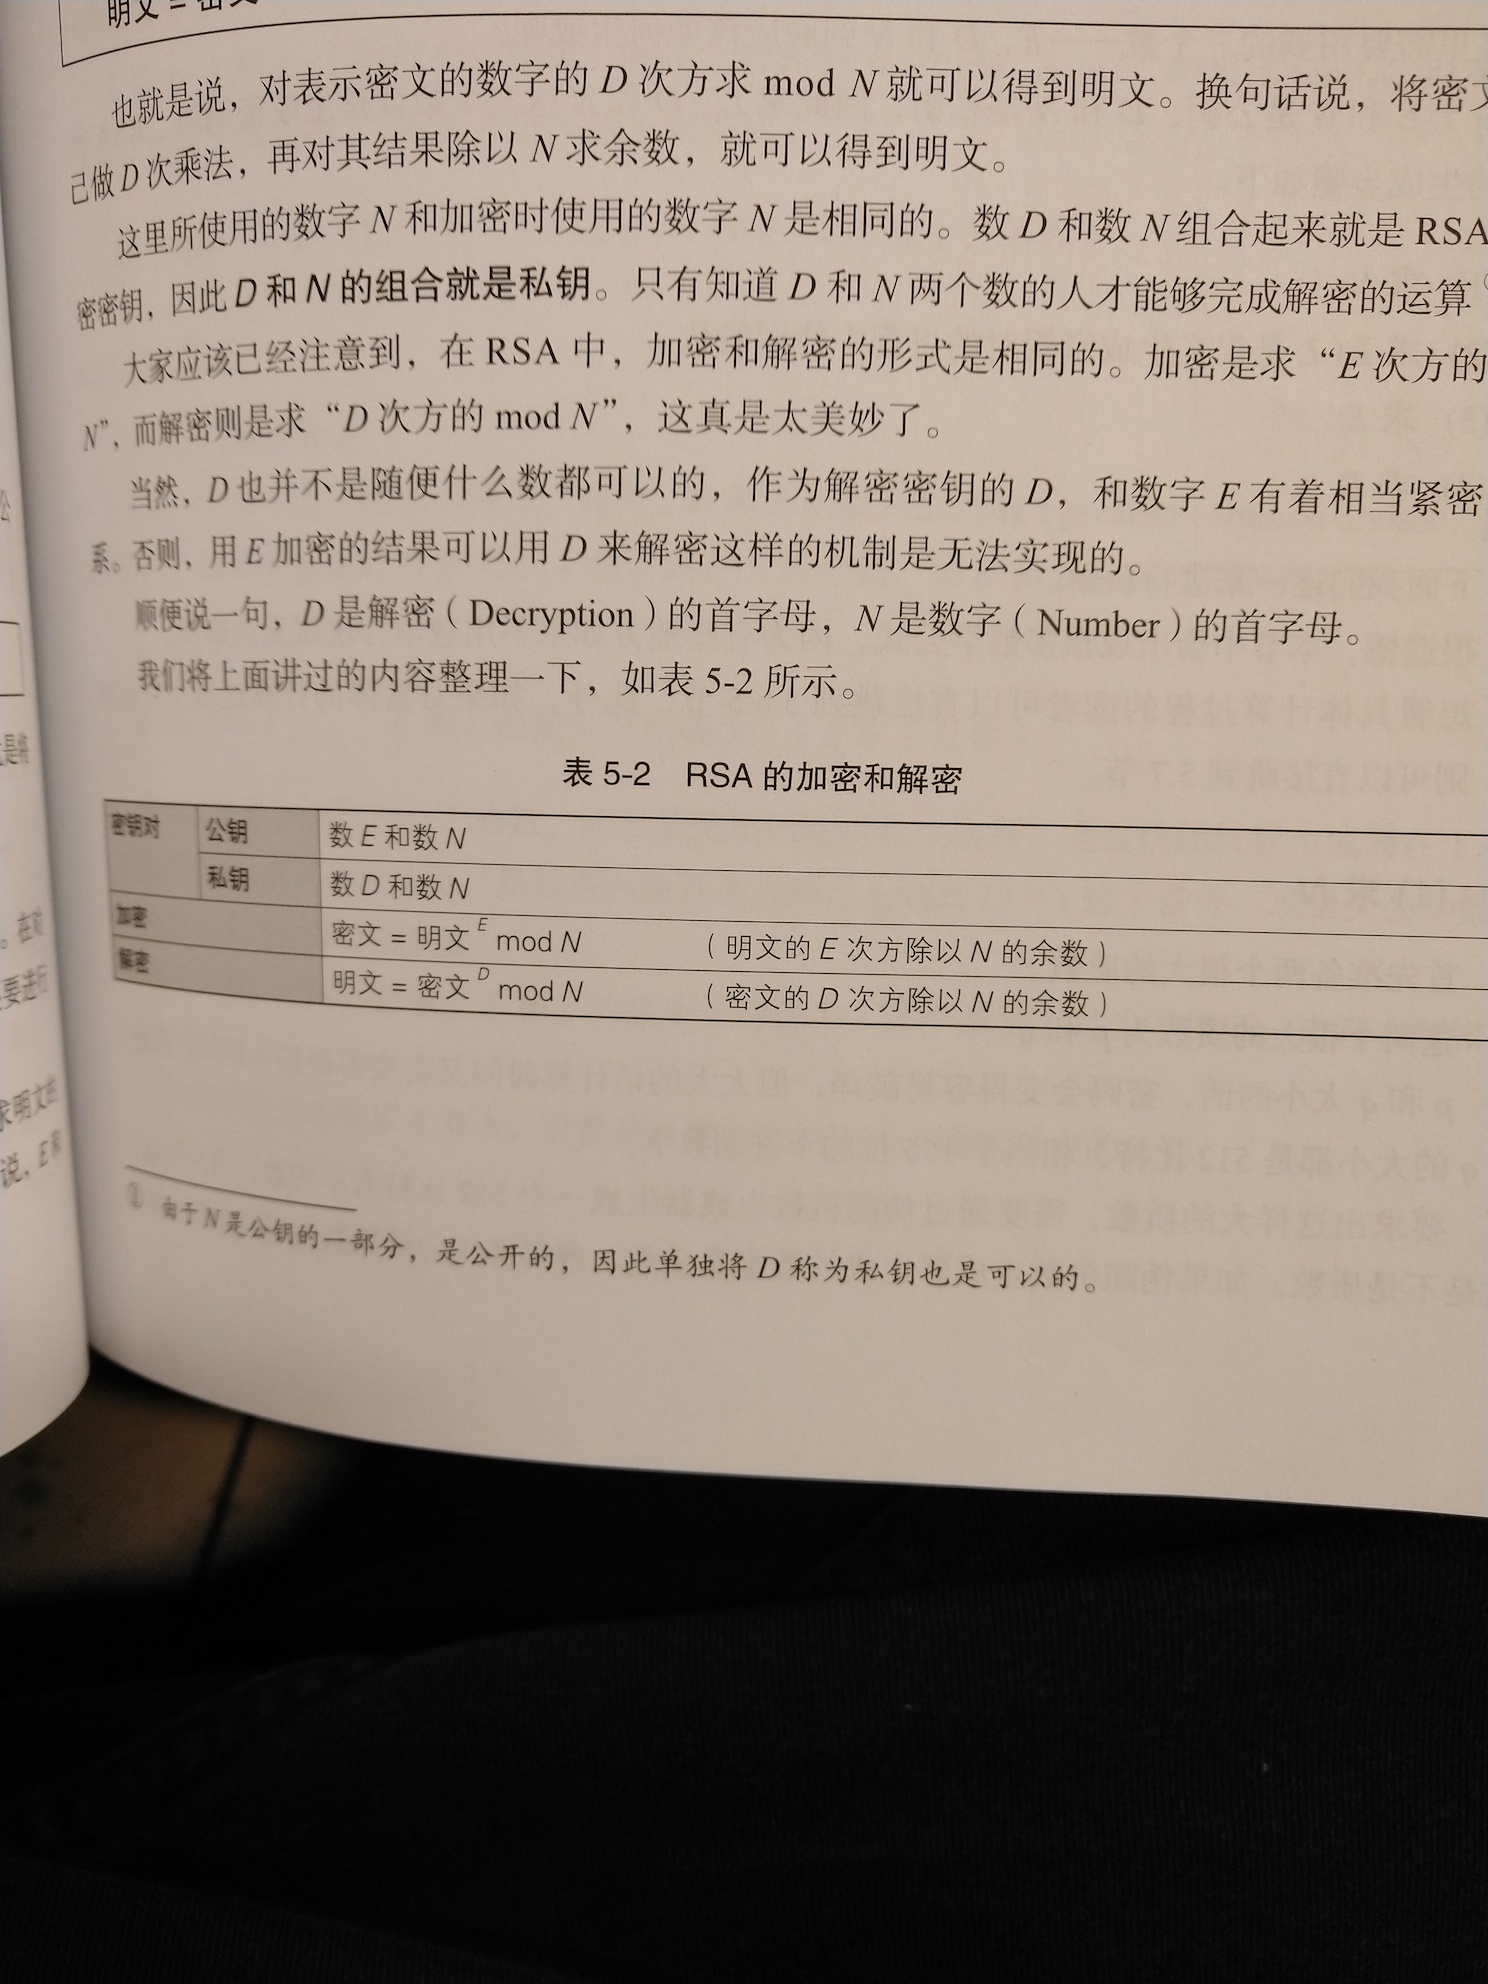 明文 = 密文
也就是说，对表示密文的数字的 D 次方求 mod N 就可以得到明文。换句话说，将密文
己做 D 次乘法，再对其结果除以 N 求余数，就可以得到明文。
这里所使用的数字 N 和加密时使用的数字 N 是相同的。数 D 和数 N 组合起来就是 RSA
密密钥，因此 D 和 N 的组合就是私钥。只有知道 D 和 N 两个数的人才能够完成解密的运算
大家应该已经注意到，在 RSA 中，加密和解密的形式是相同的。加密是求“E 次方的
N”，而解密则是求“D 次方的 mod N”，这真是太美妙了。
当然，D 也并不是随便什么数都可以的，作为解密密钥的 D，和数字 E 有着相当紧密
系。否则，用 E 加密的结果可以用 D 来解密这样的机制是无法实现的。
顺便说一句，D 是解密（Decryption）的首字母，N 是数字（Number）的首字母。
我们将上面讲过的内容整理一下，如表 5-2 所示。
表 5-2　RSA 的加密和解密
密钥对 公钥 数 E 和数 N
私钥 数 D 和数 N
加密 密文 = 明文^E mod N （明文的 E 次方除以 N 的余数）
解密 明文 = 密文^D mod N （密文的 D 次方除以 N 的余数）
① 由于 N 是公钥的一部分，是公开的，因此单独将 D 称为私钥也是可以的。
公
是将
。在对
要进行
求明文的
说，E 和